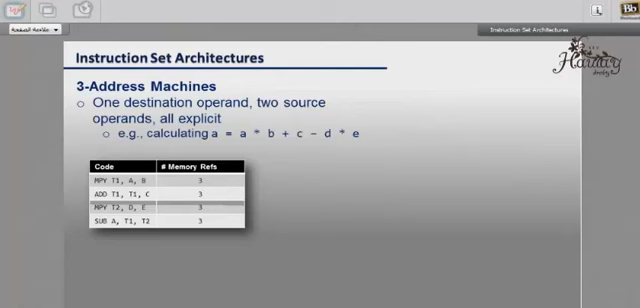 Bb
Instruction Set Architectures
Instruction Set Architectures
3-Address Machines
One destination operand, two source
operands, all explicit
e.g., calculating a = a * b + c – d * e
Code # Memory Refs
MPY T1, A, B 3
ADD T1, T1, C 3
MPY T2, D, E 3
SUB A, T1, T2 3